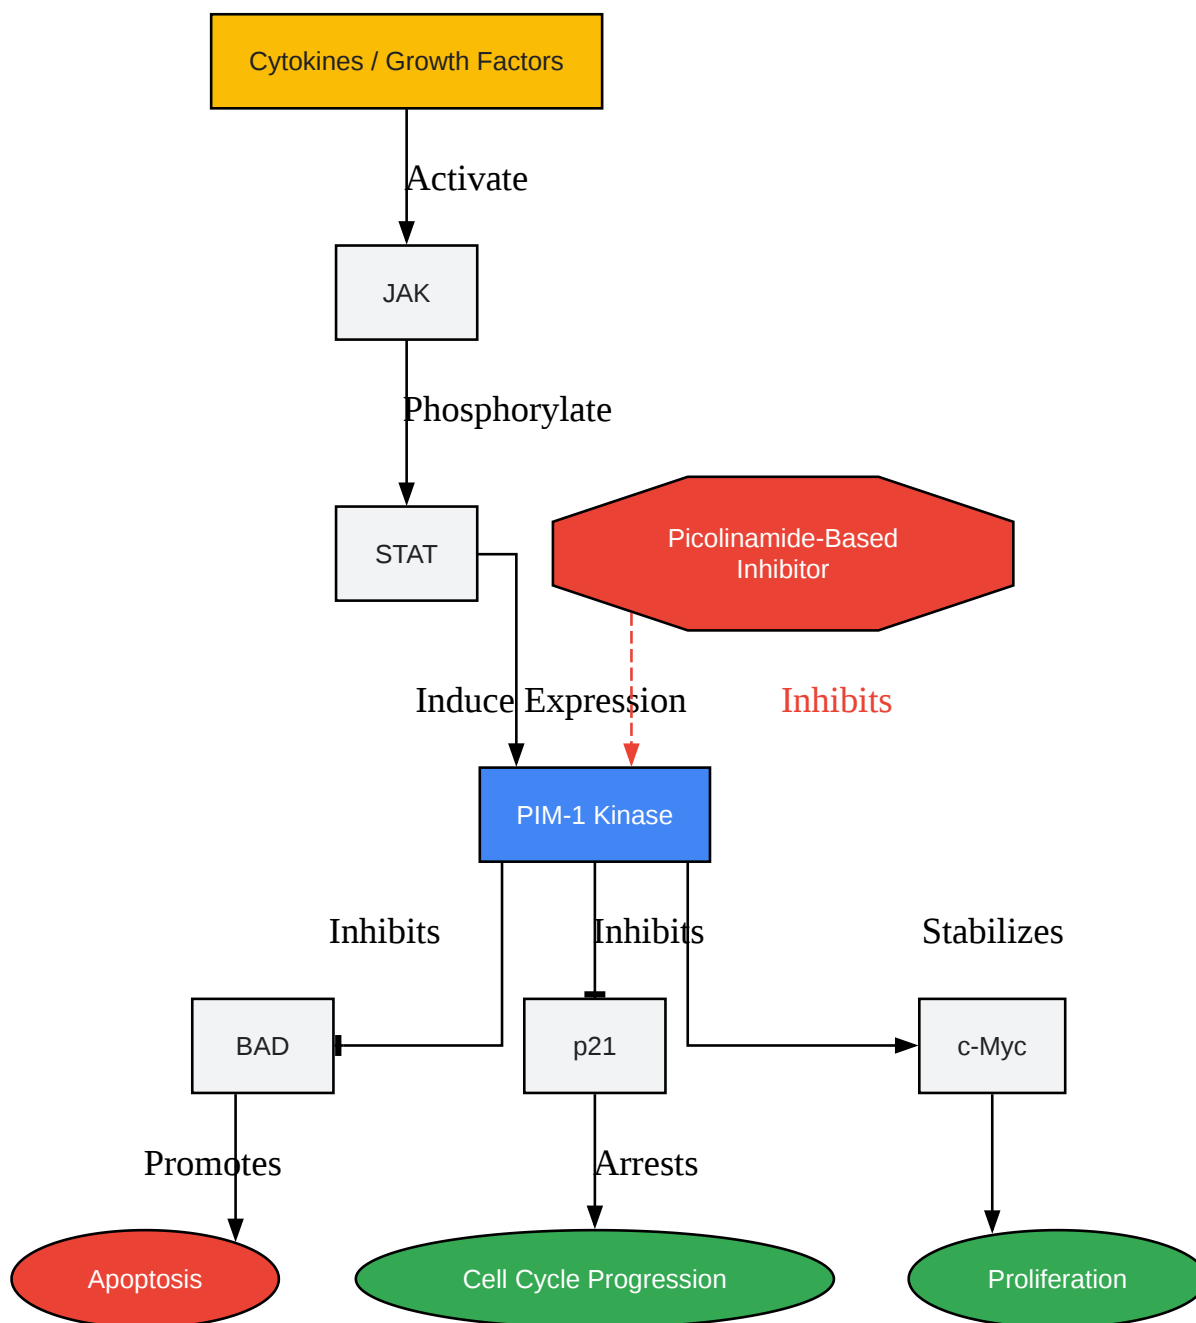 Cytokines / Growth Factors
Activate
JAK
Phosphorylate
STAT
Picolinamide-Based
Inhibitor
Induce Expression
Inhibits
PIM-1 Kinase
Inhibits
Inhibits
Stabilizes
BAD
p21
c-Myc
Promotes
Arrests
Apoptosis
Cell Cycle Progression
Proliferation